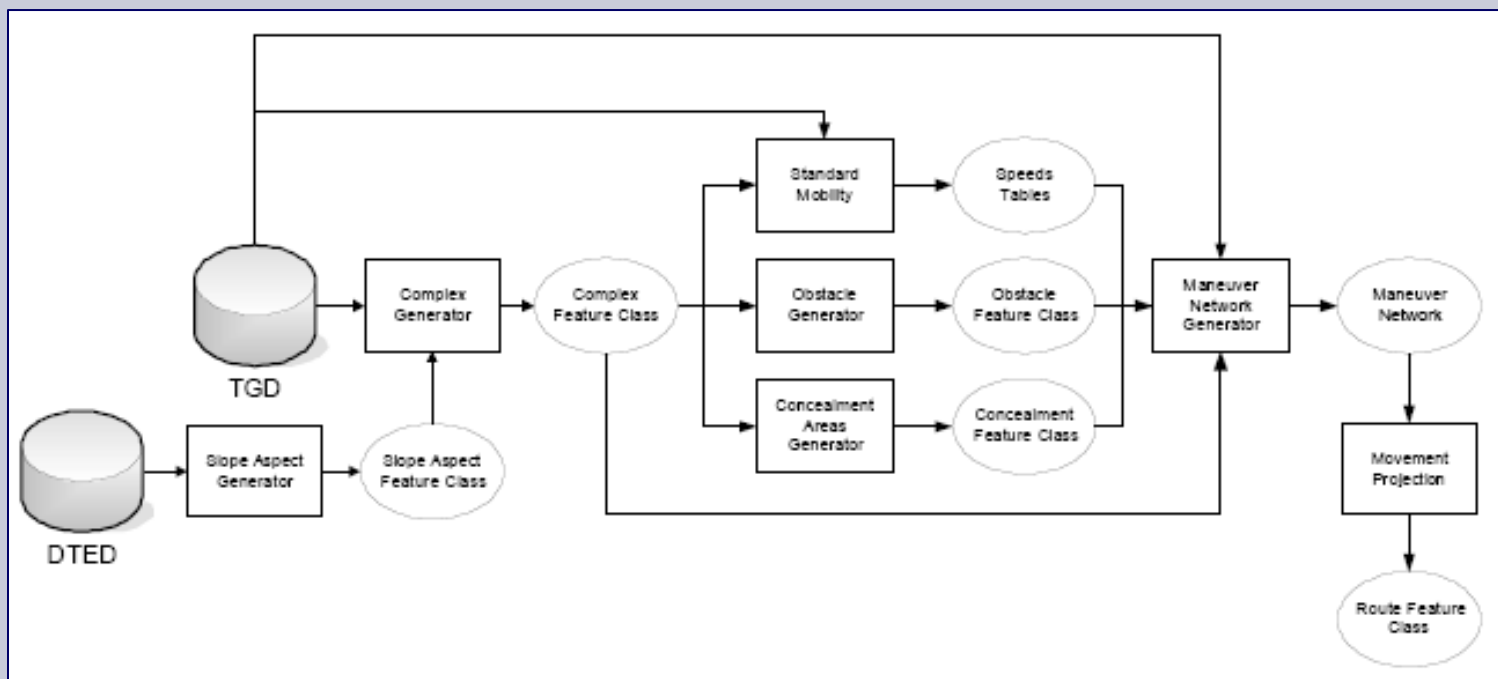 Standard
Mobility
Speeds
Tables
TGD
Complex
Generator
Complex
Feature Class
Obstacle
Generator
Obstacle
Feature Class
Maneuver
Network
Generator
Maneuver
Network
DTED
Slope Aspect
Generator
Slope Aspect
Feature Class
Concealment
Areas
Generator
Concealment
Feature Class
Movement
Projection
Route Feature
Class